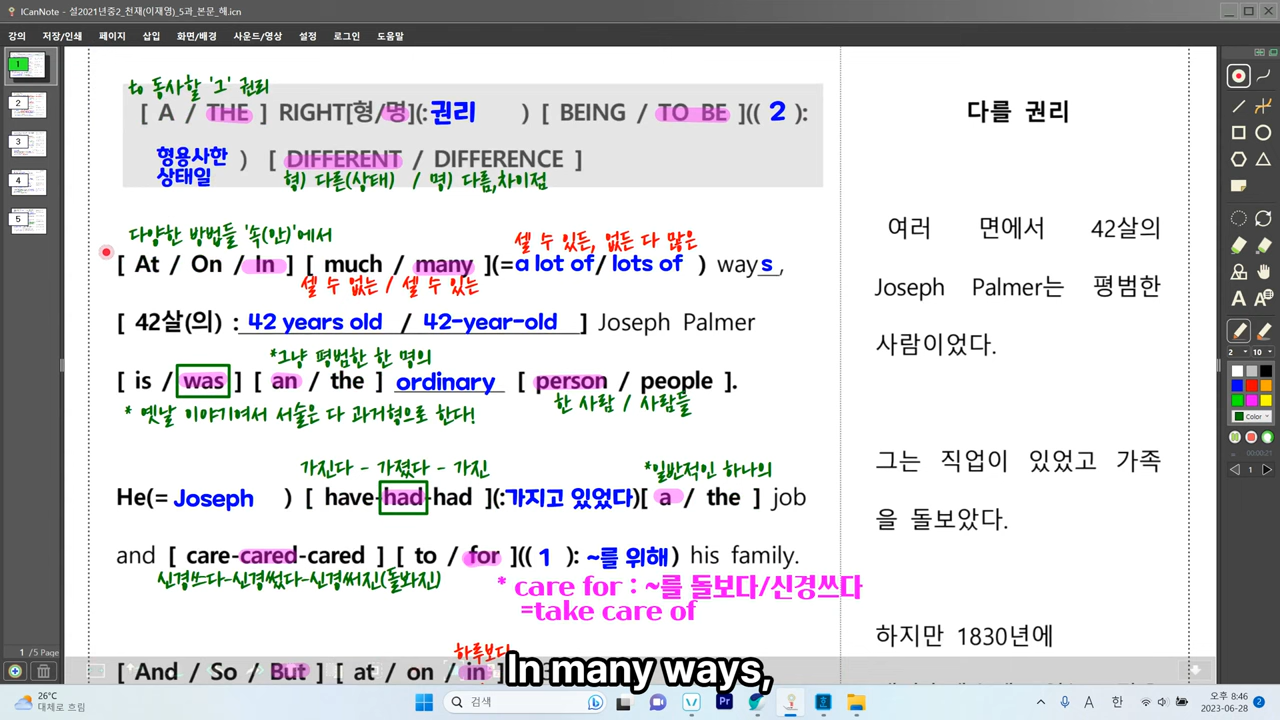 ICanNote - 설2021년중2_천재(이재영)_5과_본문_해.icn
강의 저장/인쇄 페이지 삽입 화면/배경 사운드/영상 설정 로그인 도움말
to 동사할 '그' 권리
[ A / THE ] RIGHT[형/명](:권리 ) [ BEING / TO BE ](( 2 ):
형용사한 상태일 ) [ DIFFERENT / DIFFERENCE ]
형) 다른(상태) / 명) 다름,차이점
다를 권리
다양한 방법들 '속(안)'에서
셀 수 있든, 없든 다 많은
[ At / On / In ] [ much / many ](=a lot of/ lots of ) ways,
셀 수 없는 / 셀 수 있는
[ 42살(의) : 42 years old / 42-year-old ] Joseph Palmer
*그냥 평범한 한 명의
[ is / was ] [ an / the ] ordinary [ person / people ].
한 사람 / 사람들
* 옛날 이야기여서 서술은 다 과거형으로 한다!
여러 면에서 42살의
Joseph Palmer는 평범한
사람이었다.
가진다 - 가졌다 - 가진
*일반적인 하나의
He(= Joseph ) [ have-had-had ](:가지고 있었다)[ a / the ] job
and [ care-cared-cared ] [ to / for ](( 1 ): ~를 위해) his family.
신경쓰다-신경썼다-신경써진(돌봐진)
* care for : ~를 돌보다/신경쓰다
=take care of
그는 직업이 있었고 가족
을 돌보았다.
하루보다
[ And / So / But ] [ at / on / in
하지만 1830년에
In many ways,
1
2
3
4
5
1 / 5 Page
2 10
Color
00:00:21
1
26°C
대체로 흐림
검색
A 한
오후 8:46
2023-06-28
2